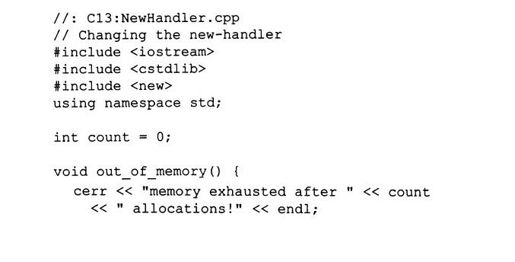 //: C13:NewHandler.cpp
// Changing the new-handler
#include <iostream>
#include <cstdlib>
#include <new>
using namespace std;

int count = 0;

void out_of_memory() {
  cerr << "memory exhausted after " << count
    << " allocations!" << endl;